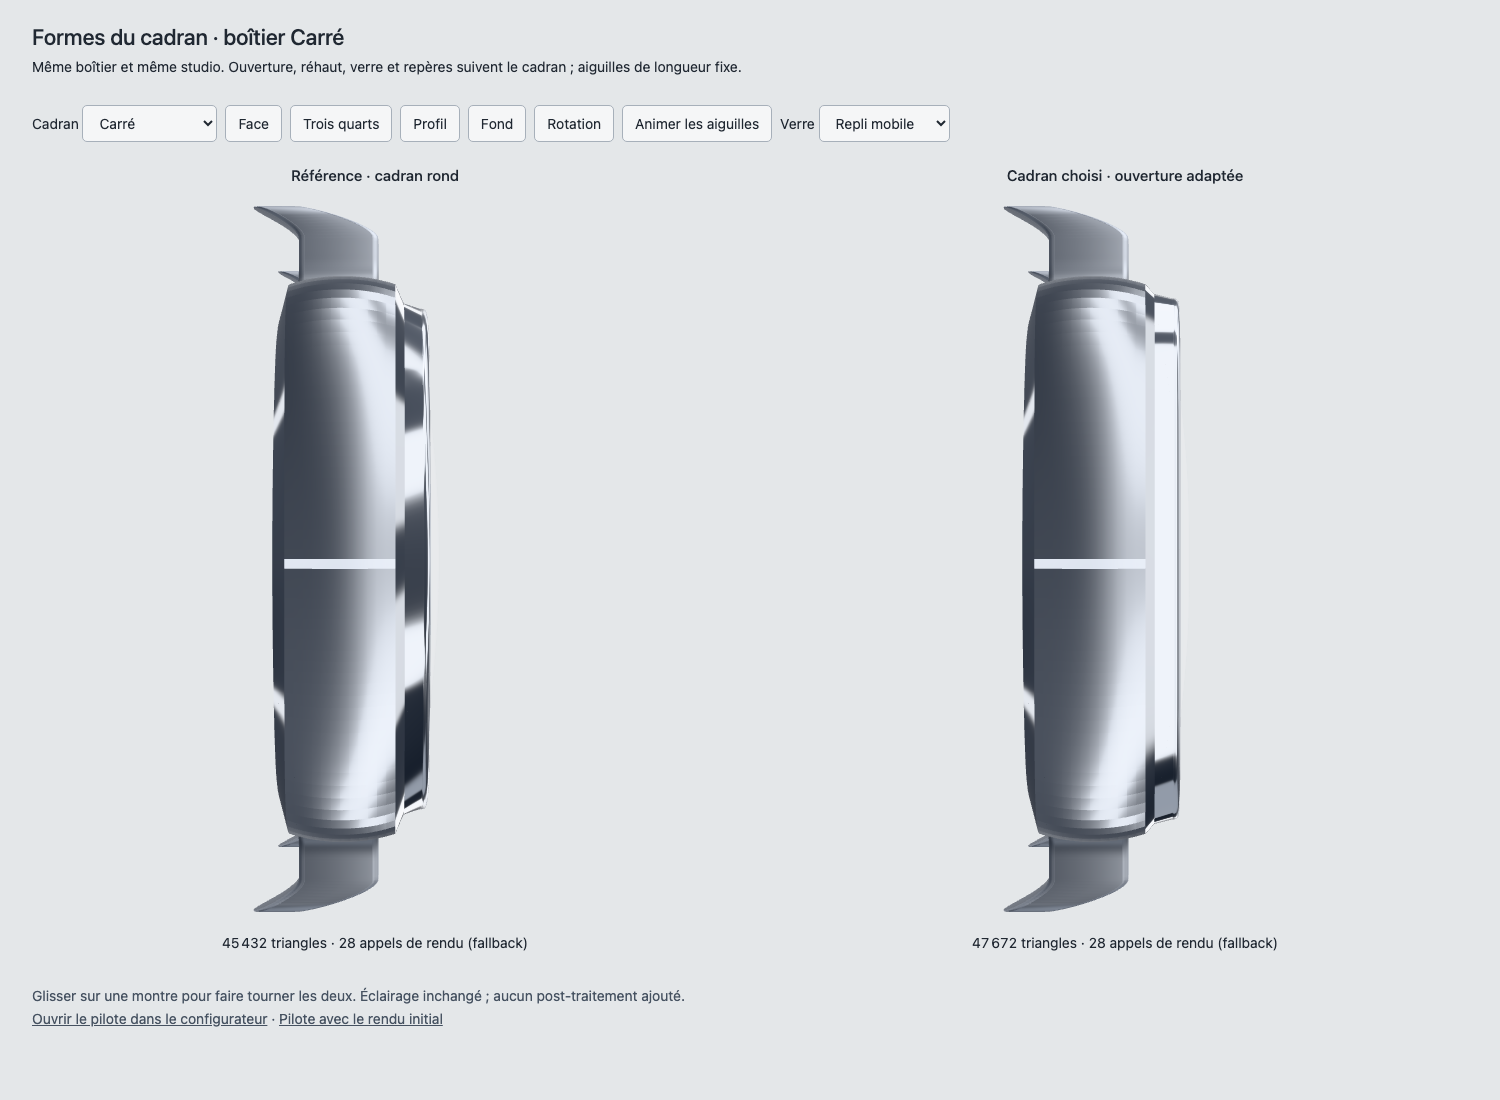 Formes du cadran · boîtier Carré
Même boîtier et même studio. Ouverture, réhaut, verre et repères suivent le cadran ; aiguilles de longueur fixe.
Cadran Carré Face Trois quarts Profil Fond Rotation Animer les aiguilles Verre Repli mobile
Référence · cadran rond
Cadran choisi · ouverture adaptée
45 432 triangles · 28 appels de rendu (fallback)
47 672 triangles · 28 appels de rendu (fallback)
Glisser sur une montre pour faire tourner les deux. Éclairage inchangé ; aucun post-traitement ajouté.
Ouvrir le pilote dans le configurateur · Pilote avec le rendu initial